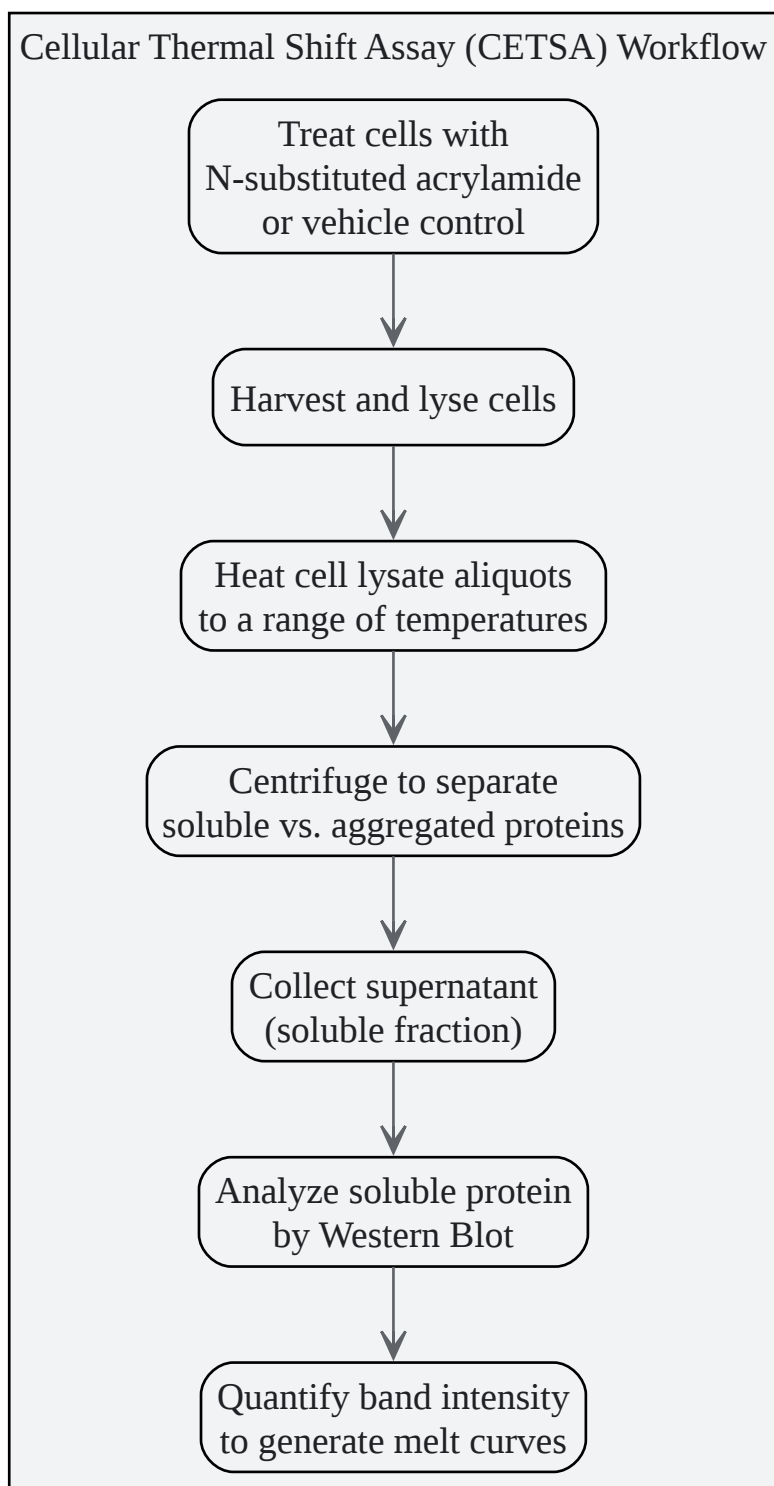 Cellular Thermal Shift Assay (CETSA) Workflow
Treat cells with
N-substituted acrylamide
or vehicle control
Harvest and lyse cells
Heat cell lysate aliquots
to a range of temperatures
Centrifuge to separate
soluble vs. aggregated proteins
Collect supernatant
(soluble fraction)
Analyze soluble protein
by Western Blot
Quantify band intensity
to generate melt curves